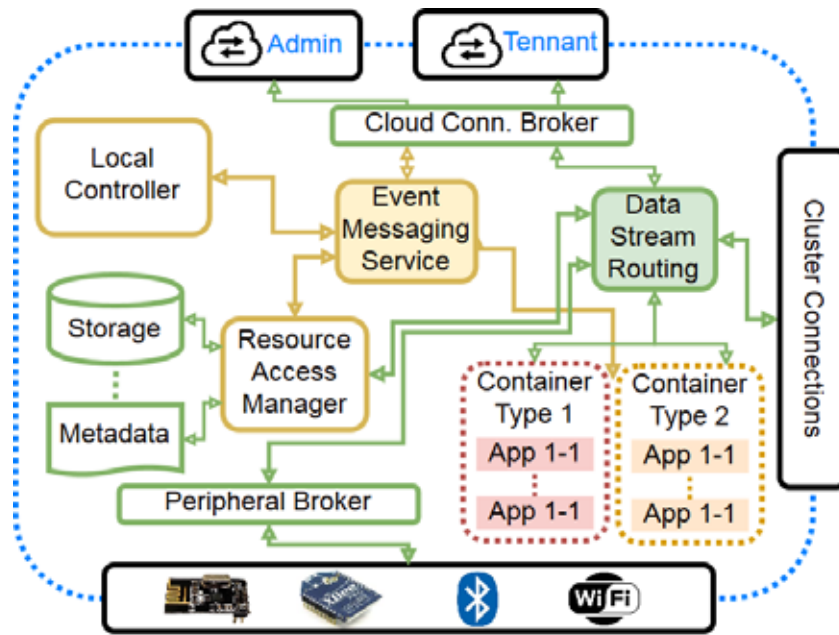 Admin
Tennant
Cloud Conn. Broker
Local
Controller
Event
Messaging
Service
Data
Stream
Routing
Cluster Connections
Storage
Metadata
Resource
Access
Manager
Container
Type 1
App 1-1
App 1-1
Container
Type 2
App 1-1
App 1-1
Peripheral Broker
WiFi